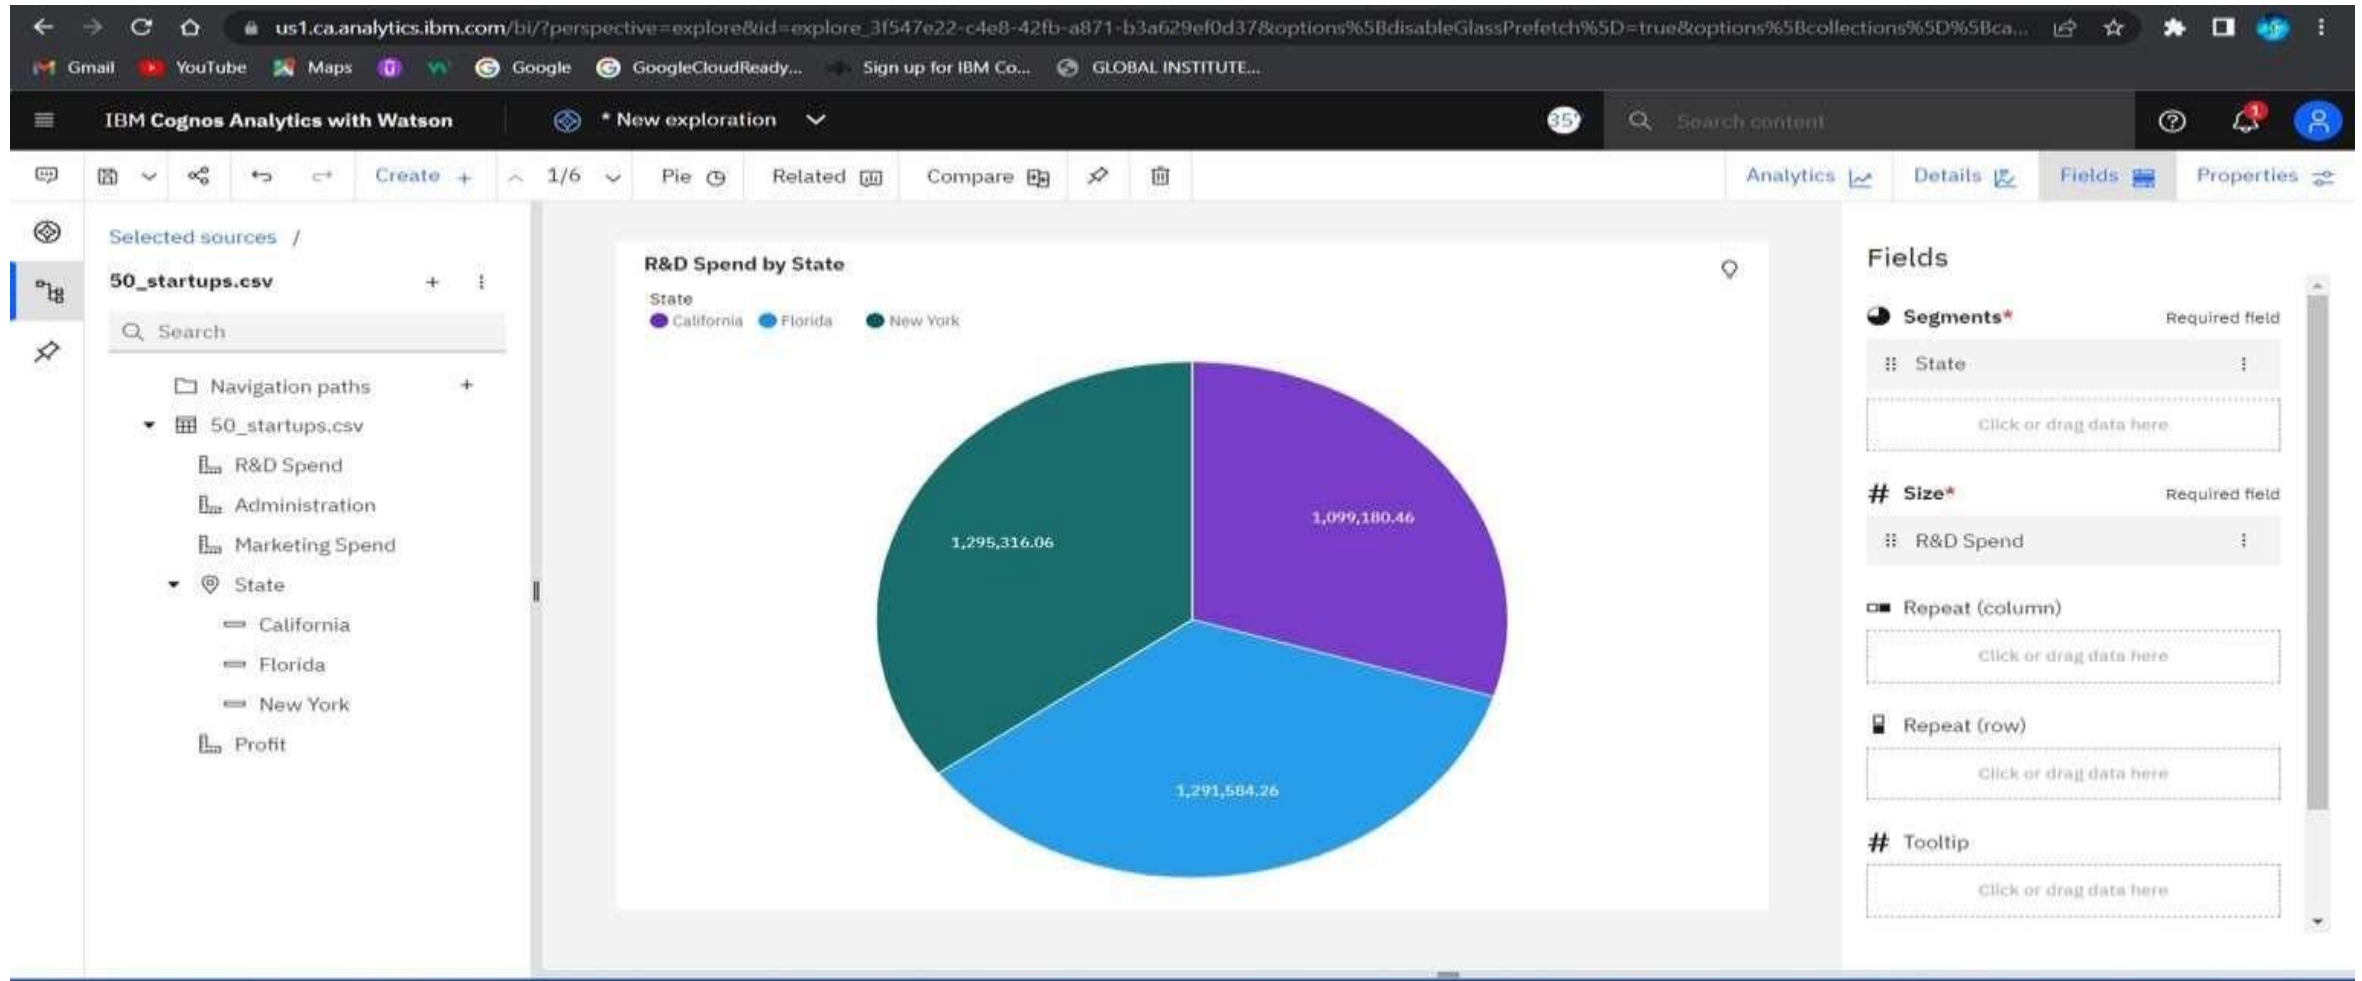 us1.ca.analytics.ibm.com/bi/?perspective=explore&id=explore_3f547e22-c4e8-42fb-a871-b3a629ef0d37&options%5BdisableGlassPrefetch%5D=true&options%5Bcollections%5D%5Bca...
Gmail YouTube Maps Google GoogleCloudReady... Sign up for IBM Co... GLOBAL INSTITUTE...
IBM Cognos Analytics with Watson * New exploration 35° Search content 1
Create + 1/6 Pie Related Compare Analytics Details Fields Properties
Selected sources /
50_startups.csv
Search
Navigation paths
50_startups.csv
R&D Spend
Administration
Marketing Spend
State
California
Florida
New York
Profit
R&D Spend by State
State
California Florida New York
1,099,180.46
1,295,316.06
1,291,584.26
Fields
Segments* Required field
State
Click or drag data here
# Size* Required field
R&D Spend
Repeat (column)
Click or drag data here
Repeat (row)
Click or drag data here
# Tooltip
Click or drag data here